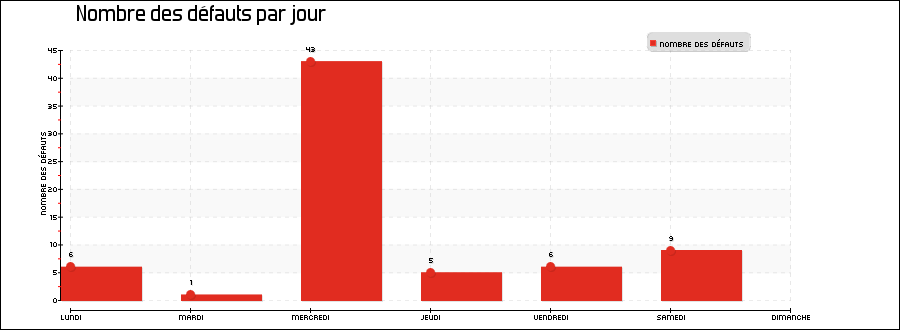 Nombre des défauts par jour
NOMBRE DES DÉFAUTS
45
40
35
30
25
20
15
10
5
0
NOMBRE DES DÉFAUTS
6
1
43
5
6
9
LUNDI
MARDI
MERCREDI
JEUDI
VENDREDI
SAMEDI
DIMANCHE